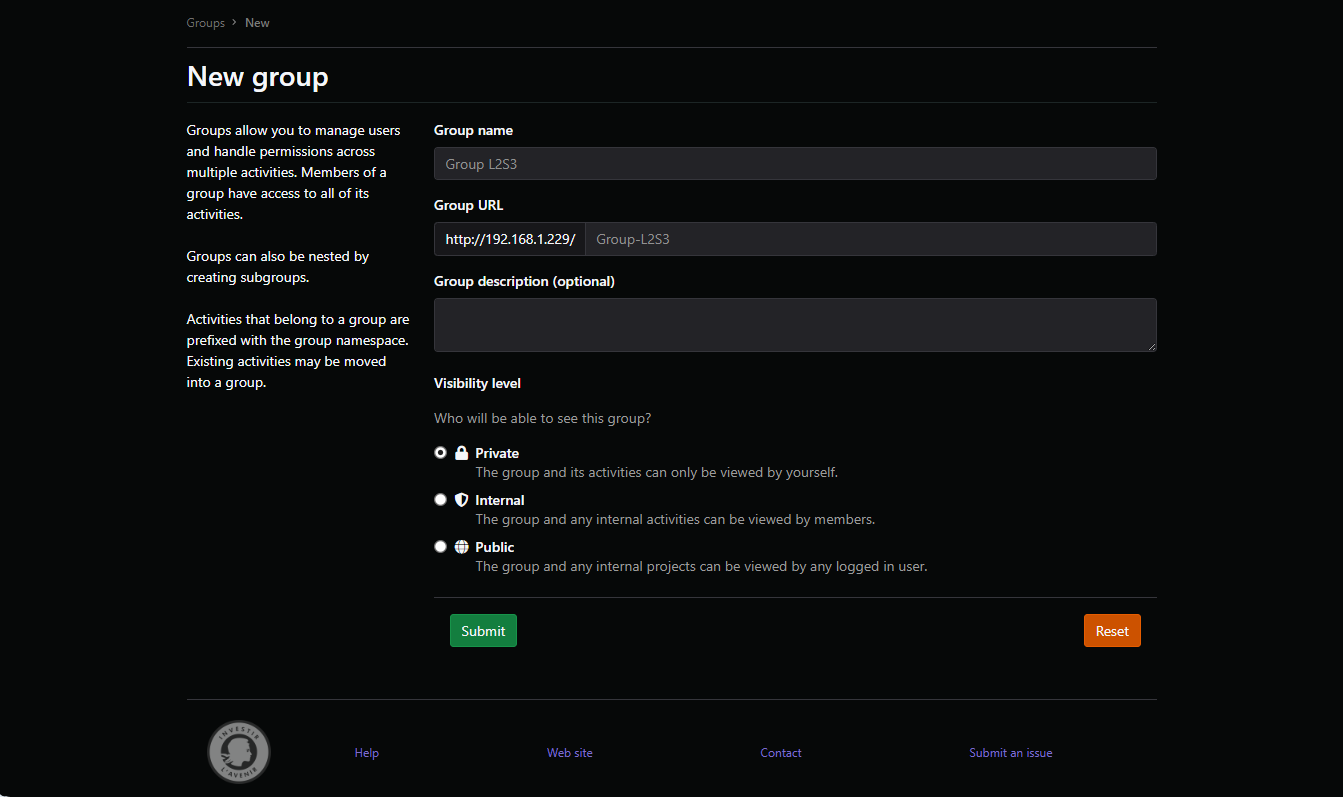 Groups > New
New group
Groups allow you to manage users
and handle permissions across
multiple activities. Members of a
group have access to all of its
activities.
Groups can also be nested by
creating subgroups.
Activities that belong to a group are
prefixed with the group namespace.
Existing activities may be moved
into a group.
Group name
Group L2S3
Group URL
http://192.168.1.229/ Group-L2S3
Group description (optional)
Visibility level
Who will be able to see this group?
Private
The group and its activities can only be viewed by yourself.
Internal
The group and any internal activities can be viewed by members.
Public
The group and any internal projects can be viewed by any logged in user.
Submit Reset
INVESTIR
L'AVENIR
Help Web site Contact Submit an issue